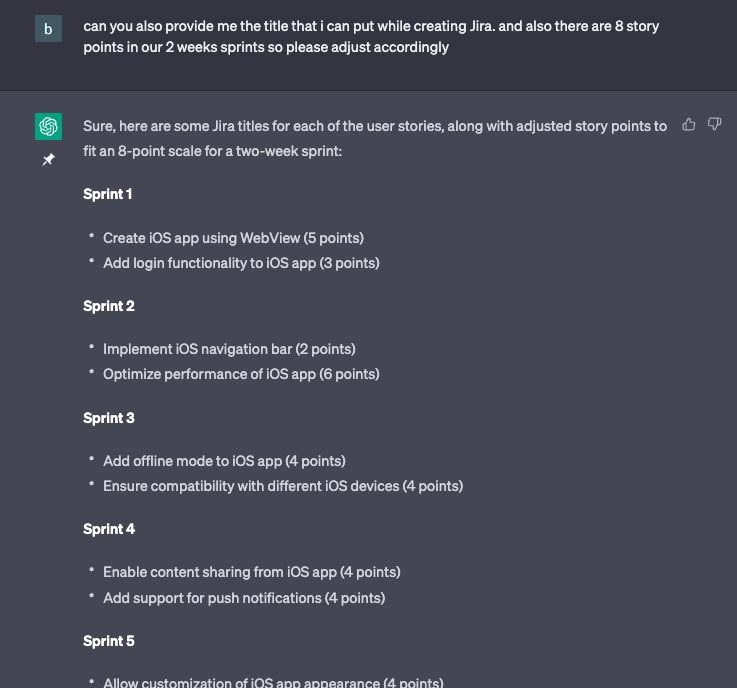 b
can you also provide me the title that i can put while creating Jira. and also there are 8 story
points in our 2 weeks sprints so please adjust accordingly
Sure, here are some Jira titles for each of the user stories, along with adjusted story points to
fit an 8-point scale for a two-week sprint:
Sprint 1
• Create iOS app using WebView (5 points)
• Add login functionality to iOS app (3 points)
Sprint 2
• Implement iOS navigation bar (2 points)
• Optimize performance of iOS app (6 points)
Sprint 3
• Add offline mode to iOS app (4 points)
• Ensure compatibility with different iOS devices (4 points)
Sprint 4
• Enable content sharing from iOS app (4 points)
• Add support for push notifications (4 points)
Sprint 5
• Allow customization of iOS app appearance (4 points)